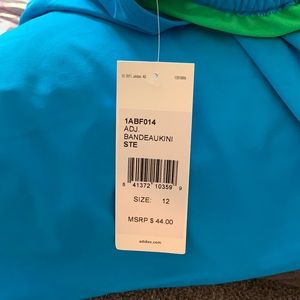 1ABF014
ADJ.
BANDEAUKINI
STE
8 41372 10359 9
SIZE: 12
MSRP $ 44.00
adidas.com